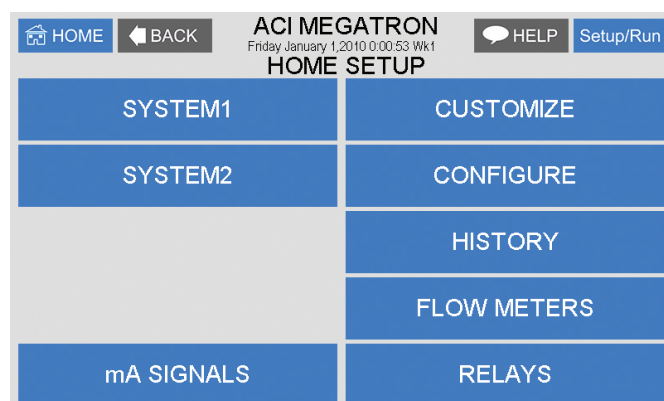 HOME
BACK
ACI MEGATRON
HELP
Setup/Run
Friday January 1,2010 0:00:53 Wk1
HOME SETUP
SYSTEM1
CUSTOMIZE
SYSTEM2
CONFIGURE
HISTORY
FLOW METERS
mA SIGNALS
RELAYS